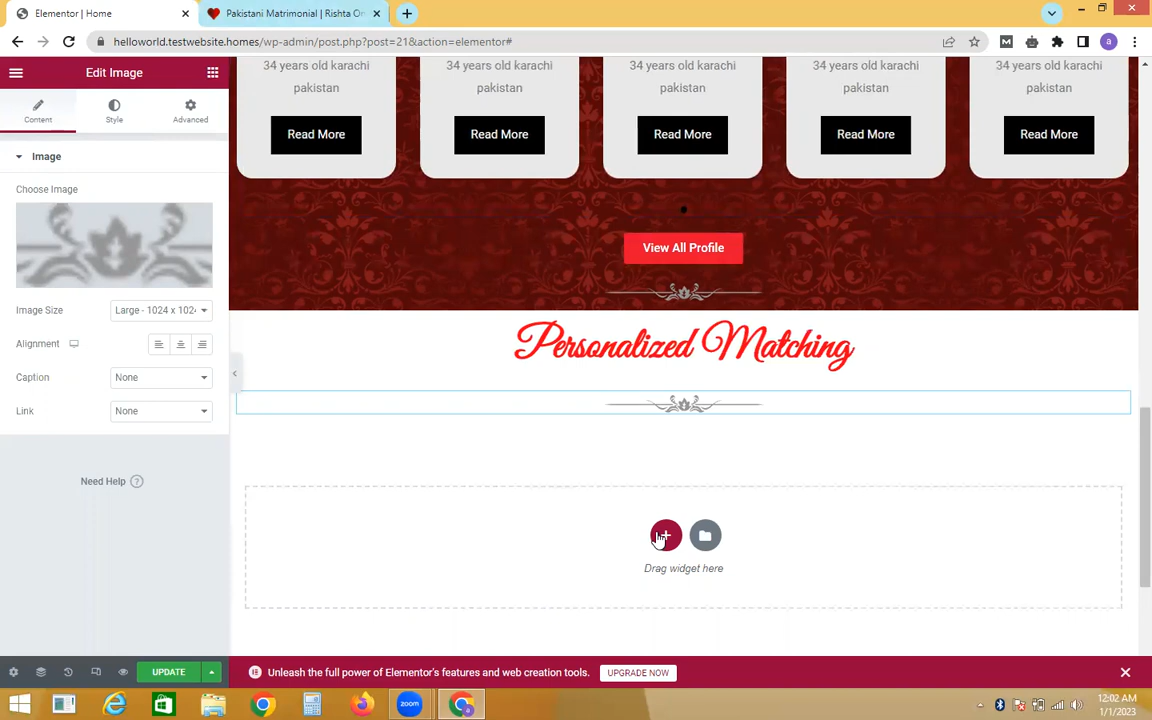 Elementor | Home
Pakistani Matrimonial | Rishta On
helloworld.testwebsite.homes/wp-admin/post.php?post=21&action=elementor#
M
a
Edit Image
Content
Style
Advanced
Image
Choose Image
Image Size
Large - 1024 x 102
Alignment
Caption
None
Link
None
Need Help ?
UPDATE
34 years old karachi
pakistan
Read More
34 years old karachi
pakistan
Read More
34 years old karachi
pakistan
Read More
34 years old karachi
pakistan
Read More
34 years old karachi
pakistan
Read More
View All Profile
Personalized Matching
Drag widget here
Unleash the full power of Elementor's features and web creation tools.
UPGRADE NOW
zoom
12:02 AM
1/1/2023